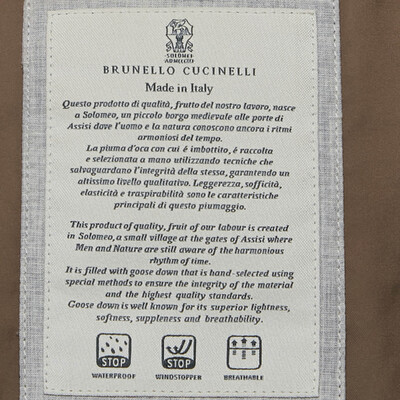 SOLOMEI
AD MCCCXCI
BRUNELLO CUCINELLI
Made in Italy
Questo prodotto di qualità, frutto del nostro lavoro, nasce
a Solomeo, un piccolo borgo medievale alle porte di
Assisi dove l'uomo e la natura conoscono ancora i ritmi
armoniosi del tempo.
La piuma d'oca con cui é imbottito, é raccolta
e selezionata a mano utilizzando tecniche che
salvaguardano l'integrità della stessa, garantendo un
altissimo livello qualitativo. Leggerezza, sofficità,
elasticità e traspirabilità sono le caratteristiche
principali di questo piumaggio.
This product of quality, fruit of our labour is created
in Solomeo, a small village at the gates of Assisi where
Men and Nature are still aware of the harmonious
rhythm of time.
It is filled with goose down that is hand-selected using
special methods to ensure the integrity of the material
and the highest quality standards.
Goose down is well known for its superior lightness,
softness, suppleness and breathability.
STOP STOP
WATERPROOF WINDSTOPPER BREATHABLE